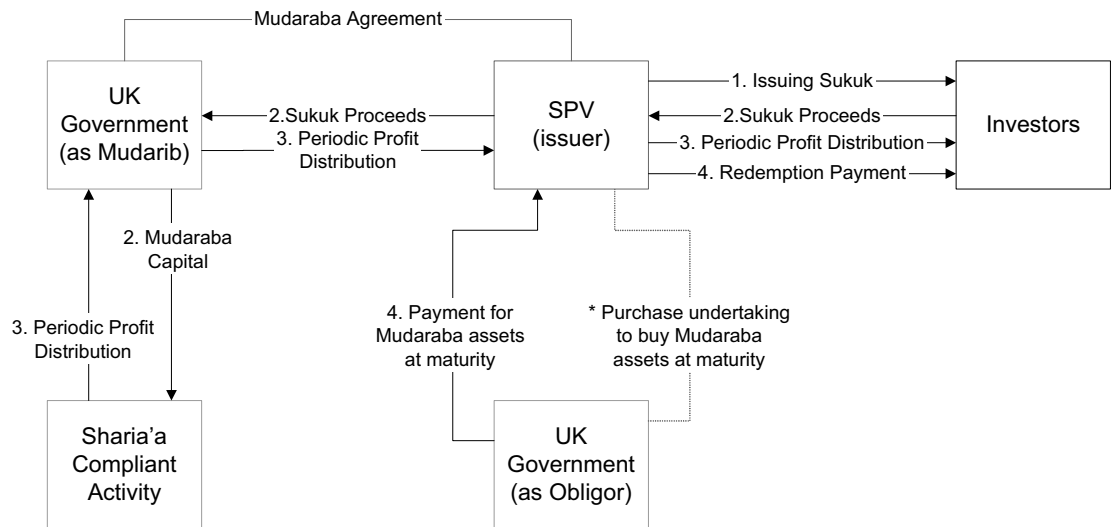 Mudaraba Agreement
UK
Government
(as Mudarib)
2.Sukuk Proceeds
3. Periodic Profit
Distribution
SPV
(issuer)
1. Issuing Sukuk
2.Sukuk Proceeds
3. Periodic Profit Distribution
4. Redemption Payment
Investors
2. Mudaraba
Capital
3. Periodic Profit
Distribution
4. Payment for
Mudaraba assets
at maturity
* Purchase undertaking
to buy Mudaraba
assets at maturity
Sharia'a
Compliant
Activity
UK
Government
(as Obligor)